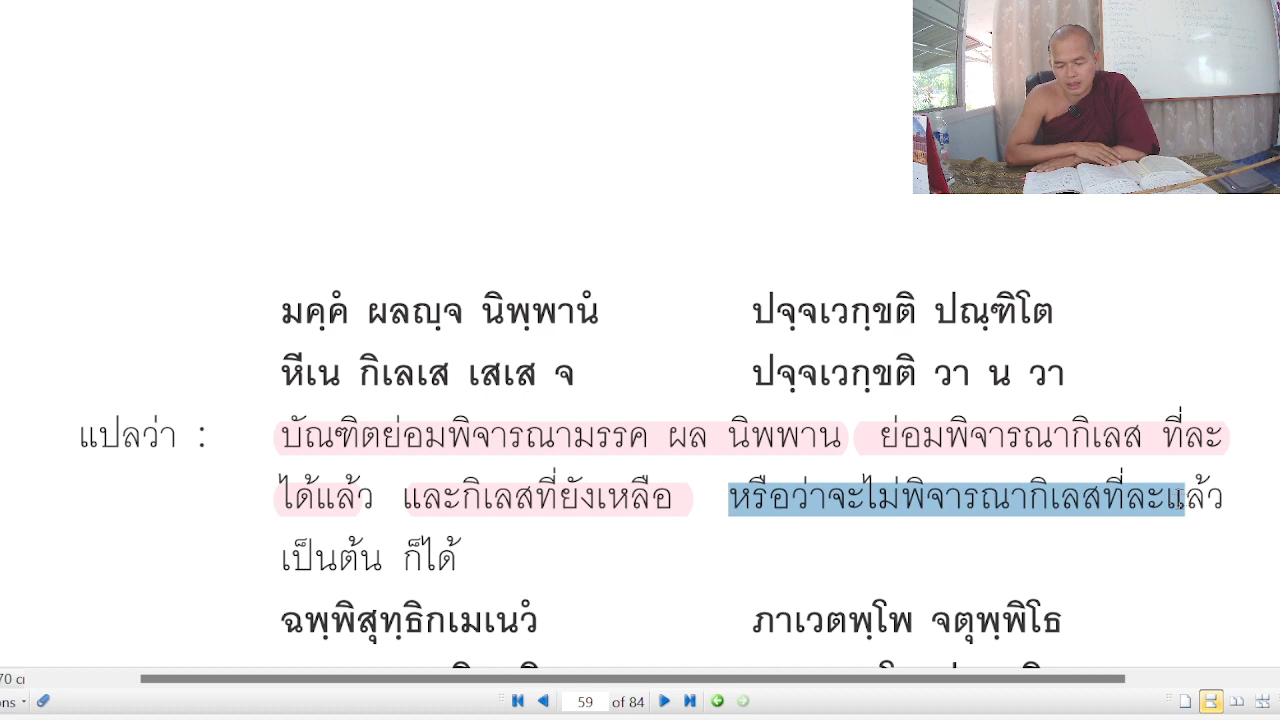 มคฺคํ ผลญฺจ นิพฺพานํ ปจฺจเวกฺขติ ปณฺฑิโต
หีเน กิเลเส เสเส จ ปจฺจเวกฺขติ วา น วา
แปลว่า : บัณฑิตย่อมพิจารณามรรค ผล นิพพาน ย่อมพิจารณากิเลส ที่ละ
ได้แล้ว และกิเลสที่ยังเหลือ หรือว่าจะไม่พิจารณากิเลสที่ละแล้ว
เป็นต้น ก็ได้
ฉพฺพิสุทฺธิกเมเนวํ ภาเวตพฺโพ จตุพฺพิโธ
59 of 84